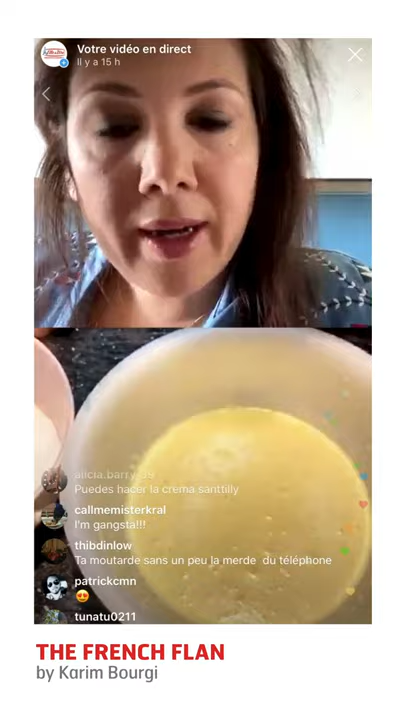 Votre vidéo en direct
Il y a 15 h
alicia.barry
Puedes hacer la crema santtilly
callmemisterkral
I'm gangsta!!!
thibdinlow
Ta moutarde sans un peu la merde du téléphone
patrickcmn
😍
tunatu0211
THE FRENCH FLAN
by Karim Bourgi